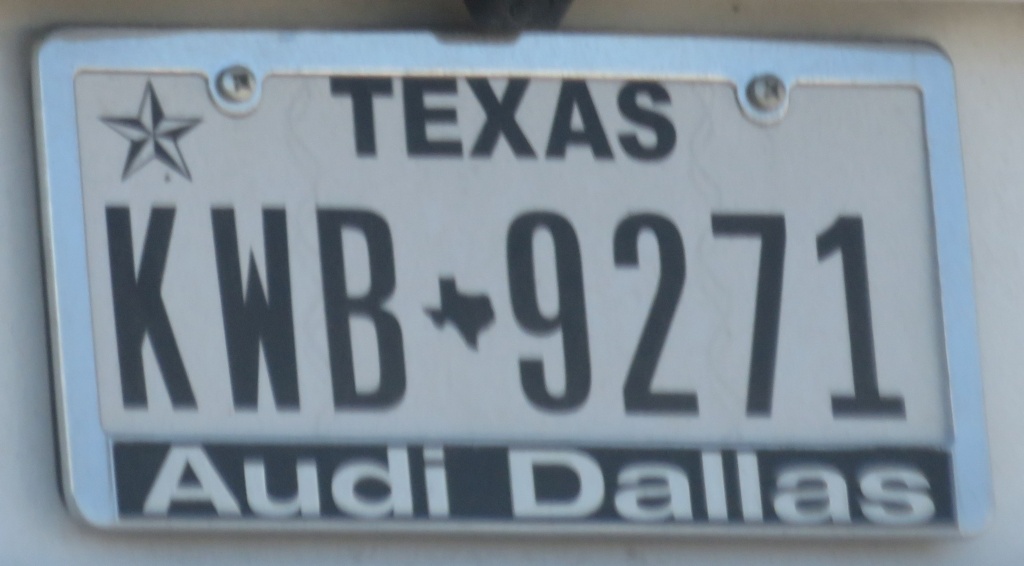 TEXAS
KWB 9271
Audi Dallas